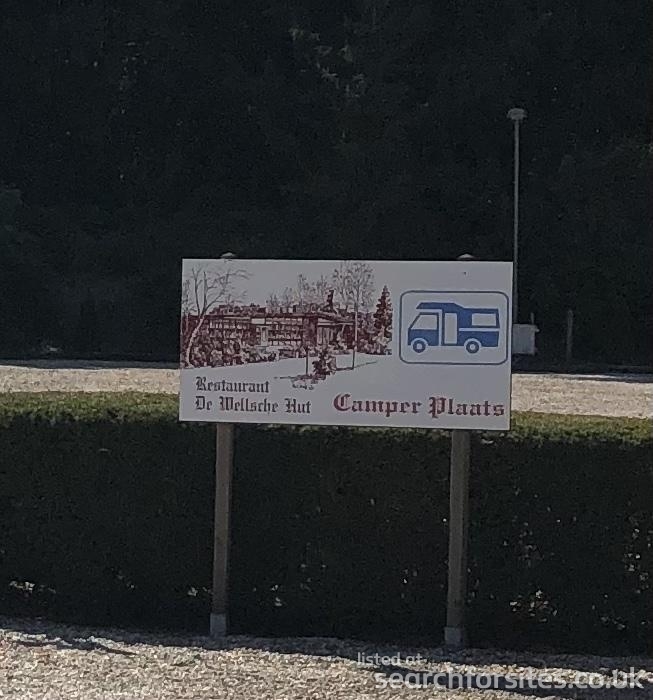 Restaurant
De Wellsche Hut
Camper Plaats
listed at
searchforsites.co.uk